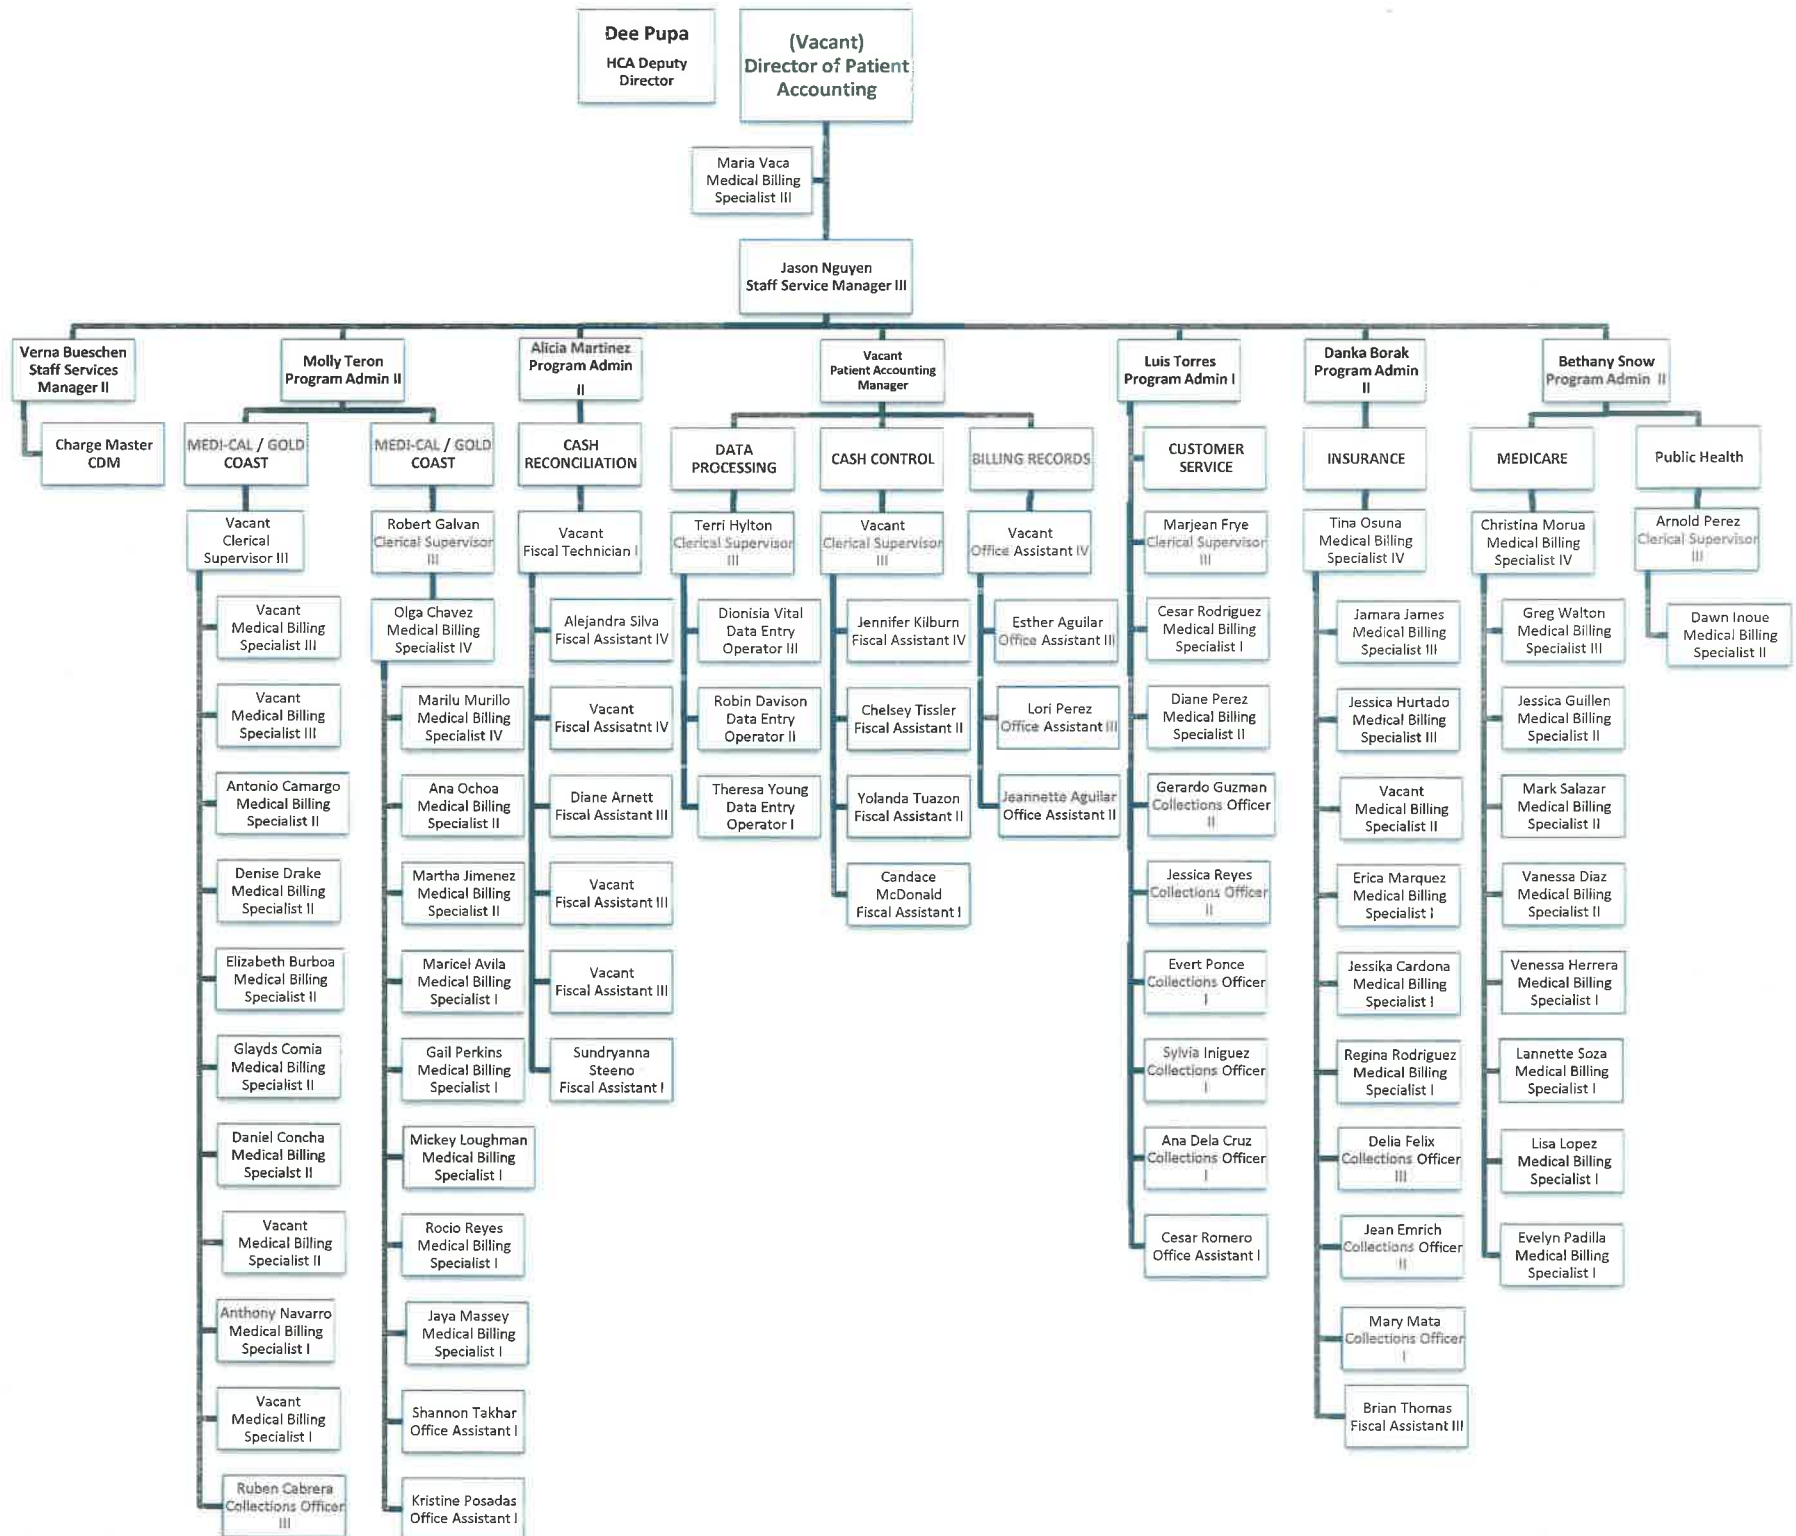 Dee Pupa
HCA Deputy
Director
(Vacant)
Director of Patient
Accounting
Maria Vaca
Medical Billing
Specialist III
Jason Nguyen
Staff Service Manager III
Verna Bueschen
Staff Services
Manager II
Charge Master
CDM
Molly Teron
Program Admin II
MEDI-CAL / GOLD
COAST
Vacant
Clerical
Supervisor III
Vacant
Medical Billing
Specialist III
Vacant
Medical Billing
Specialist III
Antonio Camargo
Medical Billing
Specialist II
Denise Drake
Medical Billing
Specialist II
Elizabeth Burboa
Medical Billing
Specialist II
Glayds Comia
Medical Billing
Specialist II
Daniel Concha
Medical Billing
Specialst II
Vacant
Medical Billing
Specialist II
Anthony Navarro
Medical Billing
Specialist I
Vacant
Medical Billing
Specialist I
Ruben Cabrera
Collections Officer
III
MEDI-CAL / GOLD
COAST
Robert Galvan
Clerical Supervisor
III
Olga Chavez
Medical Billing
Specialist IV
Marilu Murillo
Medical Billing
Specialist IV
Ana Ochoa
Medical Billing
Specialist II
Martha Jimenez
Medical Billing
Specialist II
Maricel Avila
Medical Billing
Specialist I
Gail Perkins
Medical Billing
Specialist I
Mickey Loughman
Medical Billing
Specialist I
Rocio Reyes
Medical Billing
Specialist I
Jaya Massey
Medical Billing
Specialist I
Shannon Takhar
Office Assistant I
Kristine Posadas
Office Assistant I
Alicia Martinez
Program Admin
II
CASH
RECONCILIATION
Vacant
Fiscal Technician I
Alejandra Silva
Fiscal Assistant IV
Vacant
Fiscal Assisatnt IV
Diane Arnett
Fiscal Assistant III
Vacant
Fiscal Assistant III
Vacant
Fiscal Assistant III
Sundryanna
Steeno
Fiscal Assistant I
Vacant
Patient Accounting
Manager
DATA
PROCESSING
Terri Hylton
Clerical Supervisor
III
Dionisia Vital
Data Entry
Operator III
Robin Davison
Data Entry
Operator II
Theresa Young
Data Entry
Operator I
CASH CONTROL
Vacant
Clerical Supervisor
III
Jennifer Kilburn
Fiscal Assistant IV
Chelsey Tissler
Fiscal Assistant II
Yolanda Tuazon
Fiscal Assistant II
Candace
McDonald
Fiscal Assistant I
BILLING RECORDS
Vacant
Office Assistant IV
Esther Aguilar
Office Assistant III
Lori Perez
Office Assistant III
Jeannette Aguilar
Office Assistant II
Luis Torres
Program Admin I
CUSTOMER
SERVICE
Marjean Frye
Clerical Supervisor
III
Cesar Rodriguez
Medical Billing
Specialist I
Diane Perez
Medical Billing
Specialist II
Gerardo Guzman
Collections Officer
II
Jessica Reyes
Collections Officer
II
Evert Ponce
Collections Officer
I
Sylvia Iniguez
Collections Officer
I
Ana Dela Cruz
Collections Officer
I
Cesar Romero
Office Assistant I
Danka Borak
Program Admin
II
INSURANCE
Tina Osuna
Medical Billing
Specialist IV
Jamara James
Medical Billing
Specialist III
Jessica Hurtado
Medical Billing
Specialist III
Vacant
Medical Billing
Specialist II
Erica Marquez
Medical Billing
Specialist I
Jessika Cardona
Medical Billing
Specialist I
Regina Rodriguez
Medical Billing
Specialist I
Delia Felix
Collections Officer
III
Jean Emrich
Collections Officer
II
Mary Mata
Collections Officer
I
Brian Thomas
Fiscal Assistant III
Bethany Snow
Program Admin II
MEDICARE
Christina Morua
Medical Billing
Specialist IV
Greg Walton
Medical Billing
Specialist III
Jessica Guillen
Medical Billing
Specialist II
Mark Salazar
Medical Billing
Specialist II
Vanessa Diaz
Medical Billing
Specialist II
Venessa Herrera
Medical Billing
Specialist I
Lannette Soza
Medical Billing
Specialist I
Lisa Lopez
Medical Billing
Specialist I
Evelyn Padilla
Medical Billing
Specialist I
Public Health
Arnold Perez
Clerical Supervisor
III
Dawn Inoue
Medical Billing
Specialist II